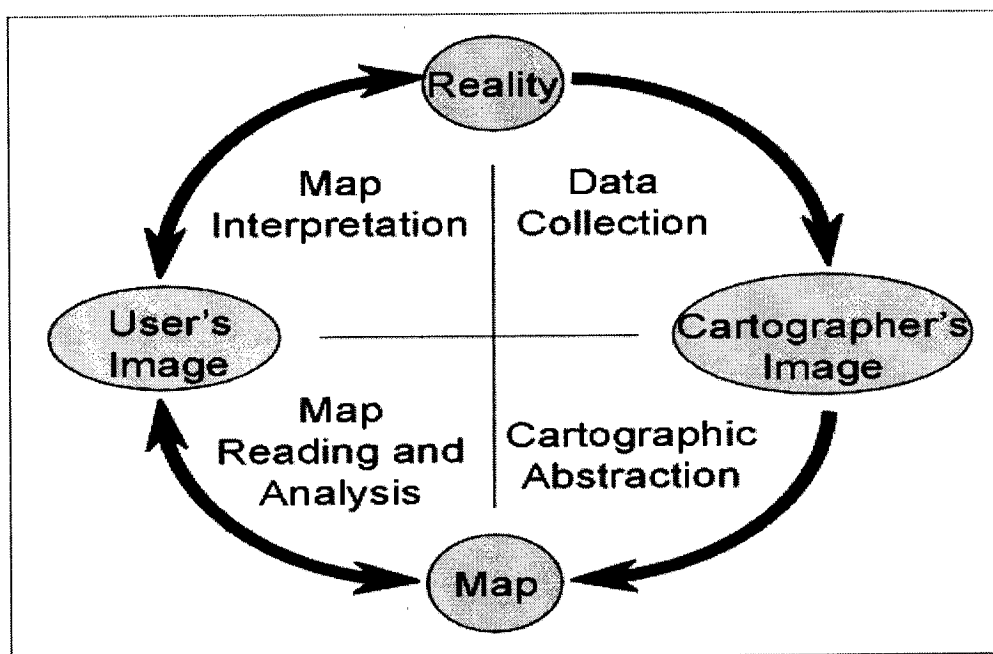 Reality
Map
Interpretation
Data
Collection
User's
Image
Cartographer's
Image
Map
Reading and
Analysis
Cartographic
Abstraction
Map